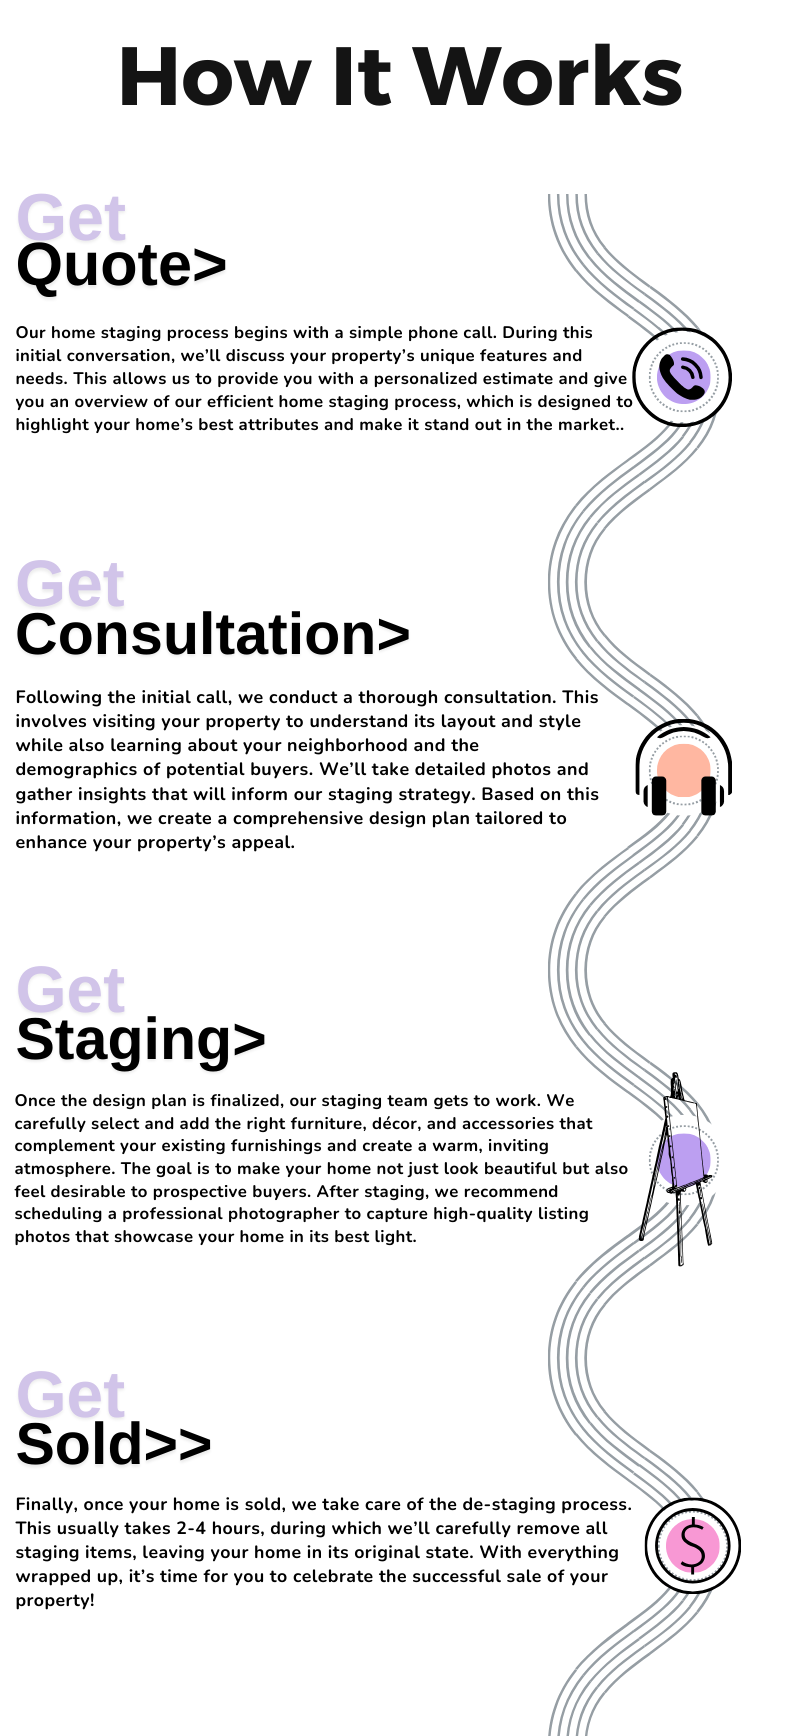 How It Works
Get
Quote>
Our home staging process begins with a simple phone call. During this
initial conversation, we’ll discuss your property’s unique features and
needs. This allows us to provide you with a personalized estimate and give
you an overview of our efficient home staging process, which is designed to
highlight your home’s best attributes and make it stand out in the market..
Get
Consultation>
Following the initial call, we conduct a thorough consultation. This
involves visiting your property to understand its layout and style
while also learning about your neighborhood and the
demographics of potential buyers. We’ll take detailed photos and
gather insights that will inform our staging strategy. Based on this
information, we create a comprehensive design plan tailored to
enhance your property’s appeal.
Get
Staging>
Once the design plan is finalized, our staging team gets to work. We
carefully select and add the right furniture, décor, and accessories that
complement your existing furnishings and create a warm, inviting
atmosphere. The goal is to make your home not just look beautiful but also
feel desirable to prospective buyers. After staging, we recommend
scheduling a professional photographer to capture high-quality listing
photos that showcase your home in its best light.
Get
Sold>>
Finally, once your home is sold, we take care of the de-staging process.
This usually takes 2-4 hours, during which we’ll carefully remove all
staging items, leaving your home in its original state. With everything
wrapped up, it’s time for you to celebrate the successful sale of your
property!
$